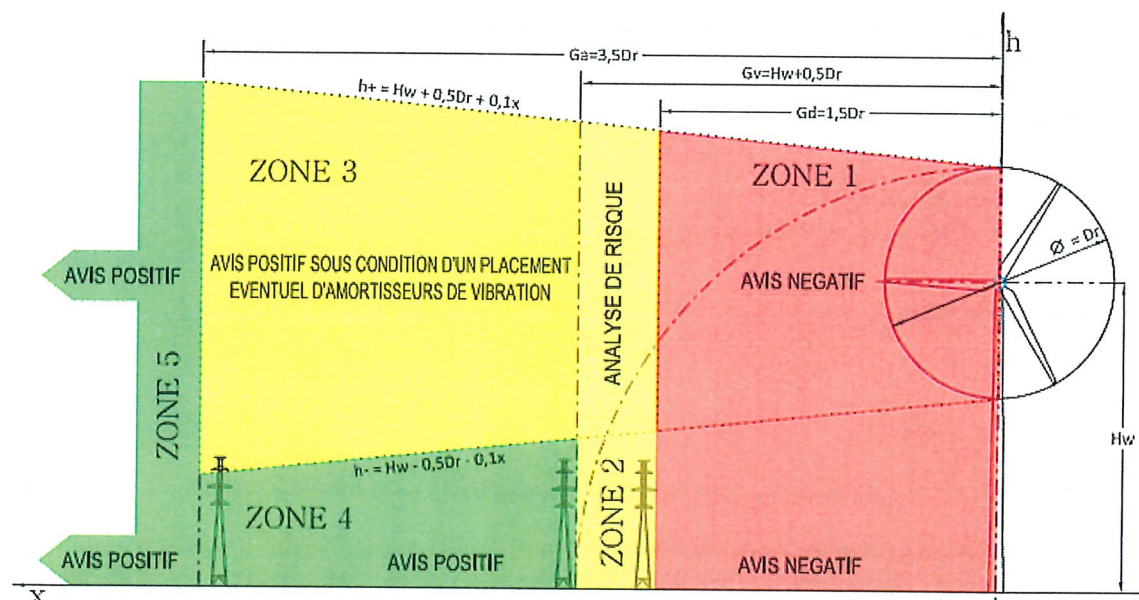 h
Ga=3,5Dr
Gv=Hw+0,5Dr
h+ = Hw + 0,5Dr + 0,1x
Gd=1,5Dr
ZONE 3
ZONE 1
ANALYSE DE RISQUE
Ø = Dr
AVIS POSITIF
AVIS POSITIF SOUS CONDITION D'UN PLACEMENT
EVENTUEL D'AMORTISSEURS DE VIBRATION
AVIS NEGATIF
ZONE 5
Hw
h- = Hw - 0,5Dr - 0,1x
ZONE 4
ZONE 2
AVIS POSITIF
AVIS POSITIF
AVIS NEGATIF
X